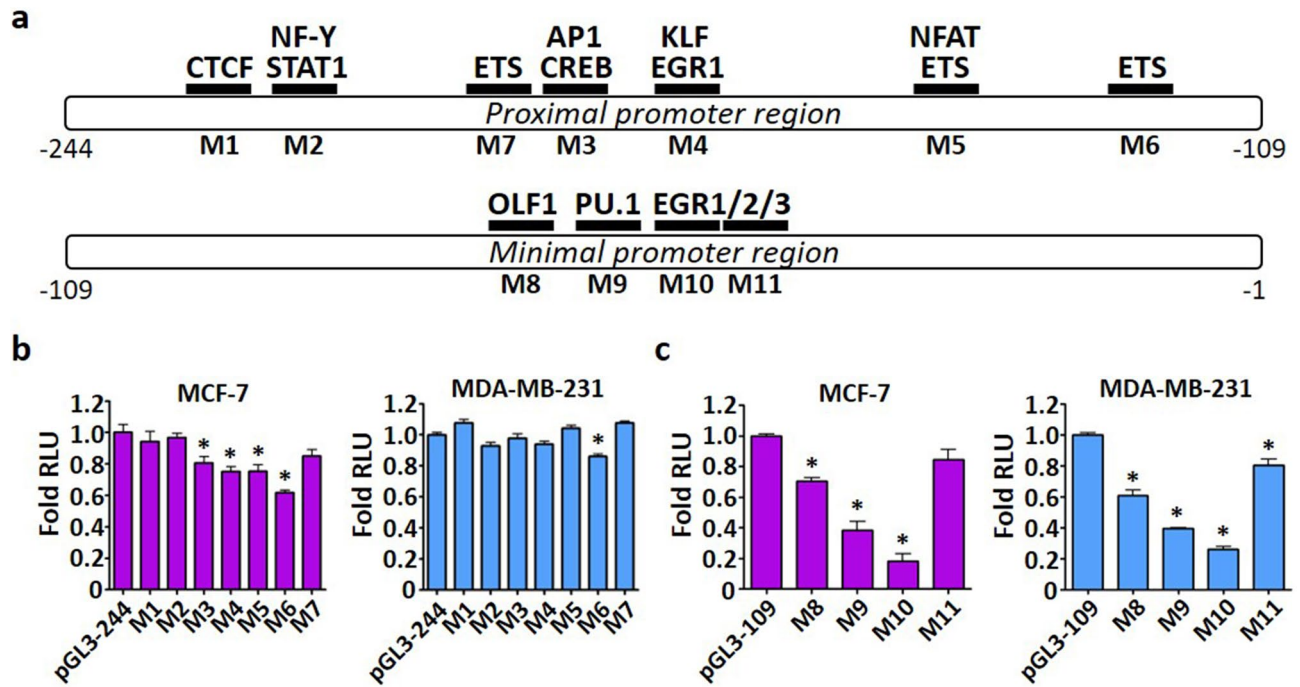 a
NF-Y AP1 KLF NFAT
CTCF STAT1 ETS CREB EGR1 ETS ETS
Proximal promoter region
-244 M1 M2 M7 M3 M4 M5 M6 -109
OLF1 PU.1 EGR1/2/3
Minimal promoter region
-109 M8 M9 M10 M11 -1
b
MCF-7
Fold RLU
1.2
1.0
0.8
0.6
0.4
0.2
0
* * * *
pGL3-244 M1 M2 M3 M4 M5 M6 M7
MDA-MB-231
Fold RLU
1.2
1.0
0.8
0.6
0.4
0.2
0
*
pGL3-244 M1 M2 M3 M4 M5 M6 M7
c
MCF-7
Fold RLU
1.2
1.0
0.8
0.6
0.4
0.2
0
* * *
pGL3-109 M8 M9 M10 M11
MDA-MB-231
Fold RLU
1.2
1.0
0.8
0.6
0.4
0.2
0
* * * *
pGL3-109 M8 M9 M10 M11